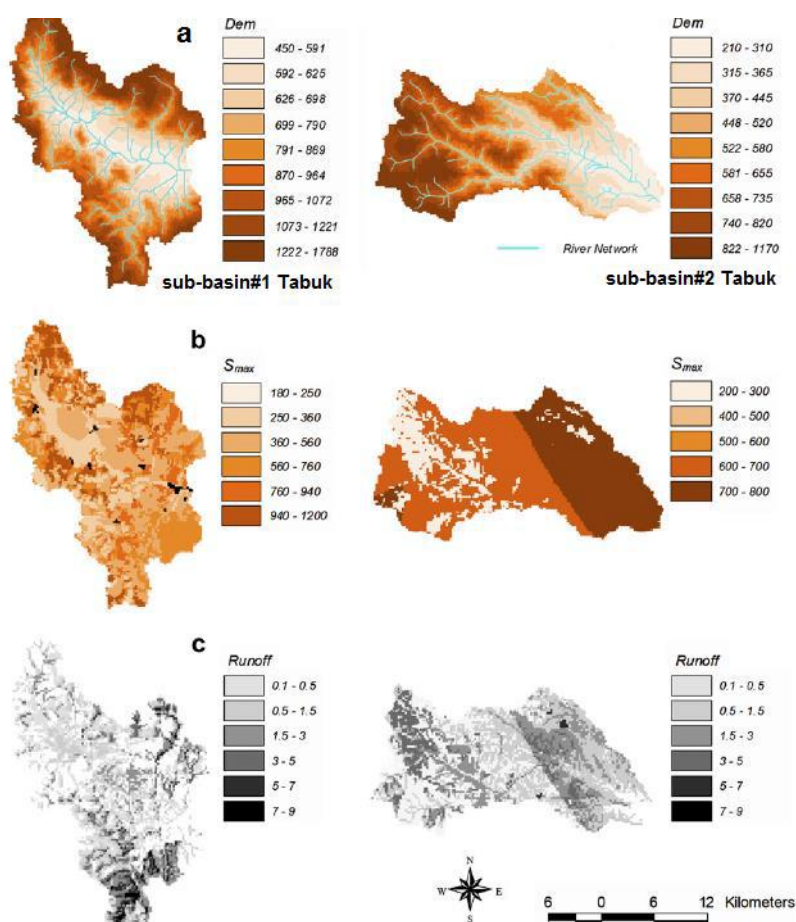 a
Dem
450 - 591
592 - 625
626 - 698
699 - 790
791 - 869
870 - 964
965 - 1072
1073 - 1221
1222 - 1788
sub-basin#1 Tabuk
Dem
210 - 310
315 - 365
370 - 445
448 - 520
522 - 580
581 - 655
658 - 735
740 - 820
822 - 1170
River Network
sub-basin#2 Tabuk
b
Smax
180 - 250
250 - 360
360 - 560
560 - 760
760 - 940
940 - 1200
Smax
200 - 300
400 - 500
500 - 600
600 - 700
700 - 800
c
Runoff
0.1 - 0.5
0.5 - 1.5
1.5 - 3
3 - 5
5 - 7
7 - 9
Runoff
0.1 - 0.5
0.5 - 1.5
1.5 - 3
3 - 5
5 - 7
7 - 9
N
W E
S
6 0 6 12 Kilometers